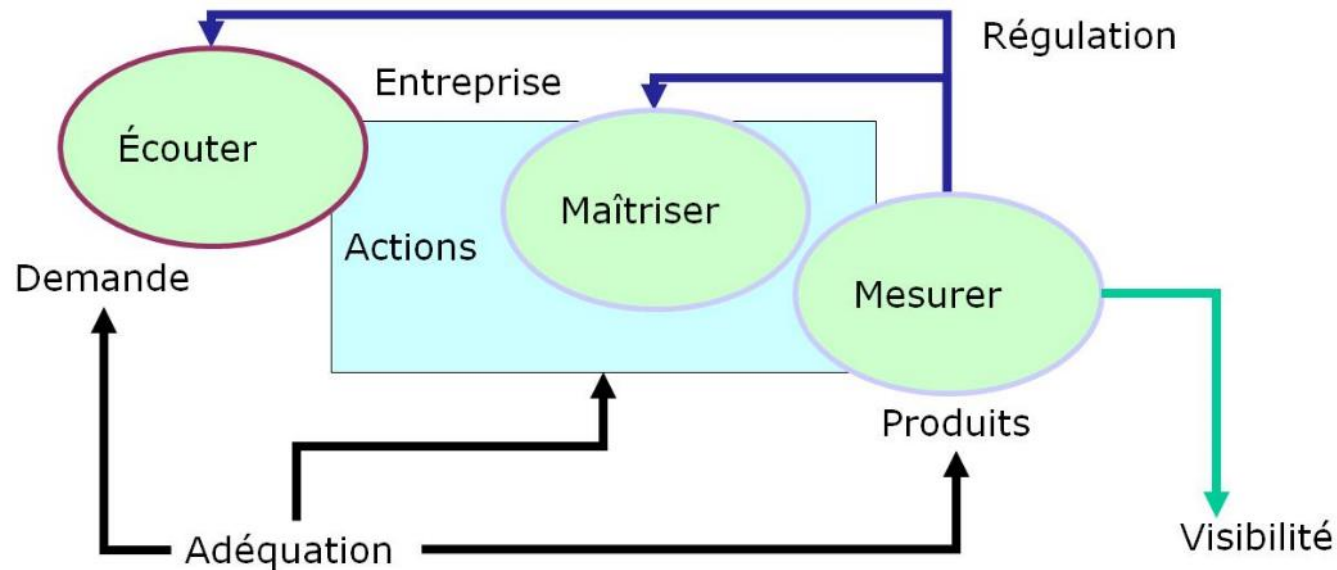 Régulation
Entreprise
Écouter
Maîtriser
Actions
Demande
Mesurer
Produits
Adéquation
Visibilité